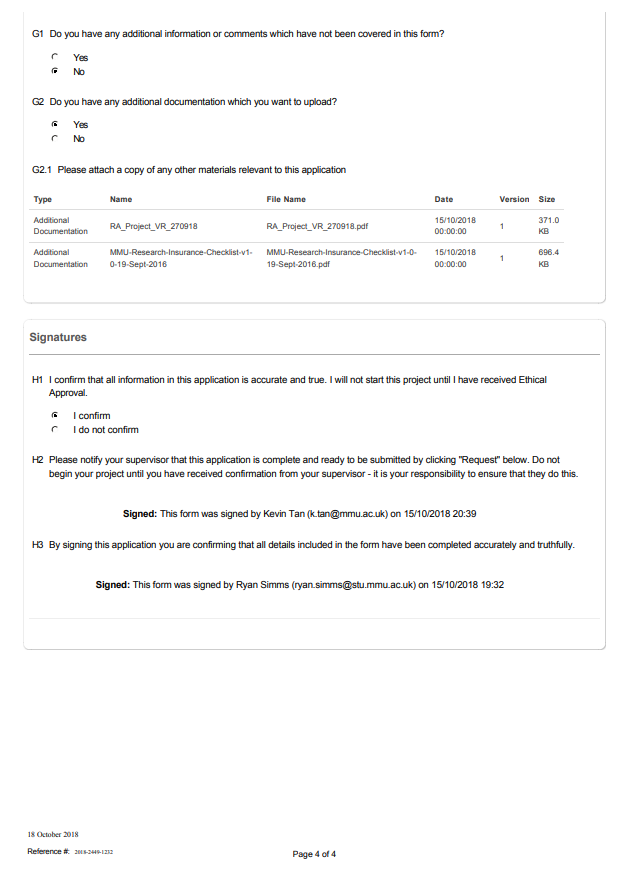 G1 Do you have any additional information or comments which have not been covered in this form?
Yes
No
G2 Do you have any additional documentation which you want to upload?
Yes
No
G2.1 Please attach a copy of any other materials relevant to this application
Type Name File Name Date Version Size
Additional Documentation RA_Project_VR_270918 RA_Project_VR_270918.pdf 15/10/2018 00:00:00 1 371.0 KB
Additional Documentation MMU-Research-Insurance-Checklist-v1-0-19-Sept-2016 MMU-Research-Insurance-Checklist-v1-0-19-Sept-2016.pdf 15/10/2018 00:00:00 1 696.4 KB
Signatures
H1 I confirm that all information in this application is accurate and true. I will not start this project until I have received Ethical
Approval.
I confirm
I do not confirm
H2 Please notify your supervisor that this application is complete and ready to be submitted by clicking "Request" below. Do not
begin your project until you have received confirmation from your supervisor - it is your responsibility to ensure that they do this.
Signed: This form was signed by Kevin Tan (k.tan@mmu.ac.uk) on 15/10/2018 20:39
H3 By signing this application you are confirming that all details included in the form have been completed accurately and truthfully.
Signed: This form was signed by Ryan Simms (ryan.simms@stu.mmu.ac.uk) on 15/10/2018 19:32
18 October 2018
Reference #: 2018-2449-1232
Page 4 of 4